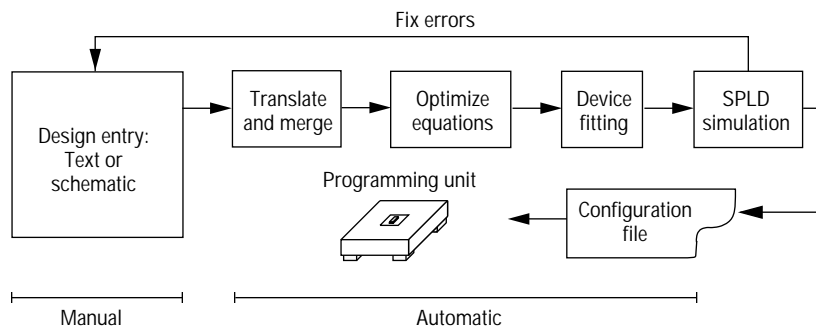 Fix errors
Design entry:
Text or
schematic
Translate
and merge
Optimize
equations
Device
fitting
SPLD
simulation
Programming unit
Configuration
file
Manual
Automatic